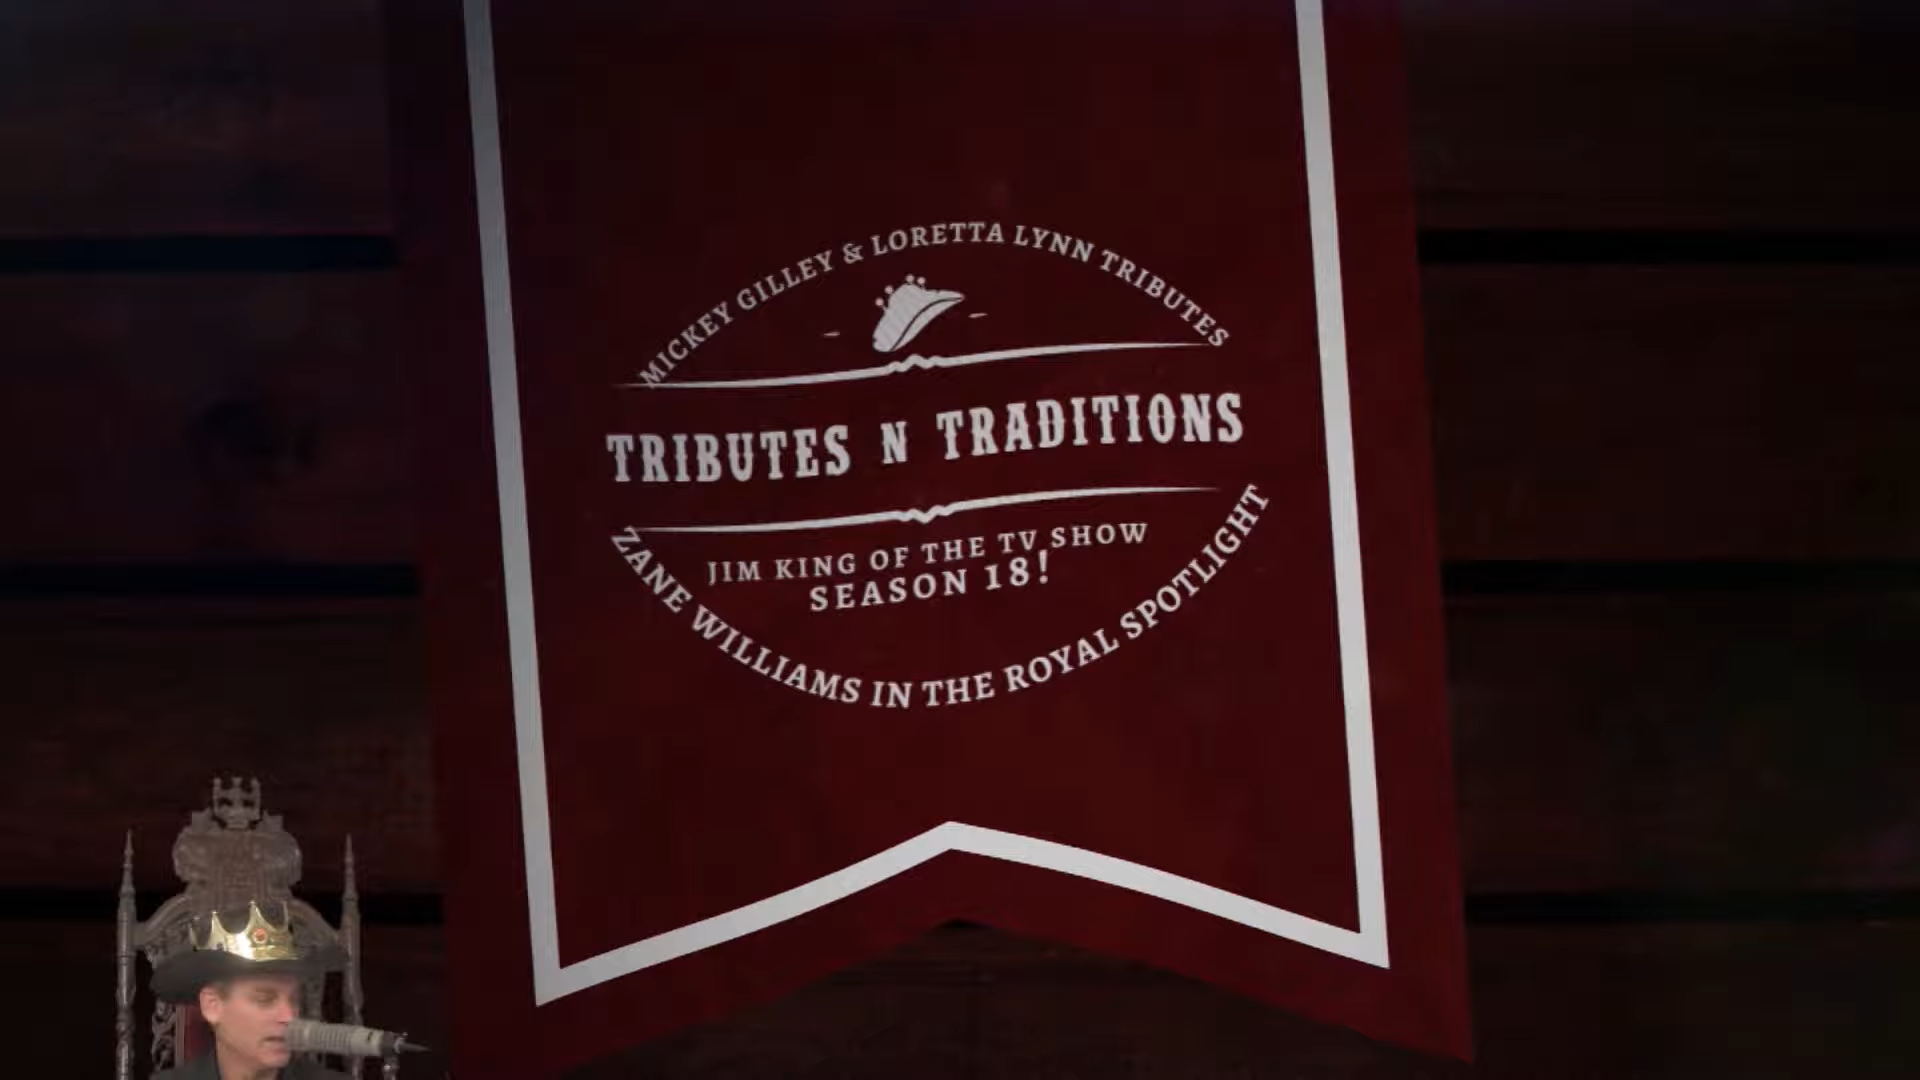 MICKEY GILLEY & LORETTA LYNN TRIBUTES
TRIBUTES N TRADITIONS
JIM KING OF THE TV SHOW
SEASON 18!
ZANE WILLIAMS IN THE ROYAL SPOTLIGHT